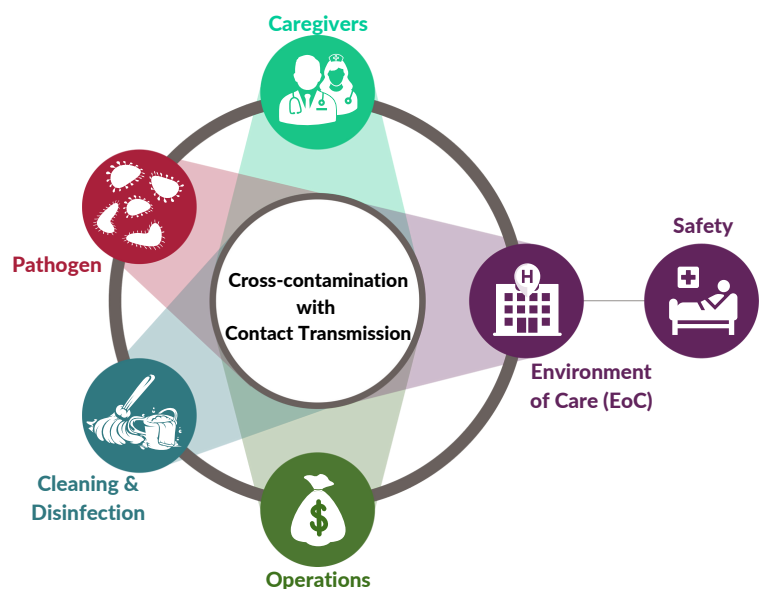 Caregivers
Safety
Pathogen
Cross-contamination
with
Contact Transmission
H
Environment
of Care (EoC)
Cleaning &
Disinfection
$
Operations